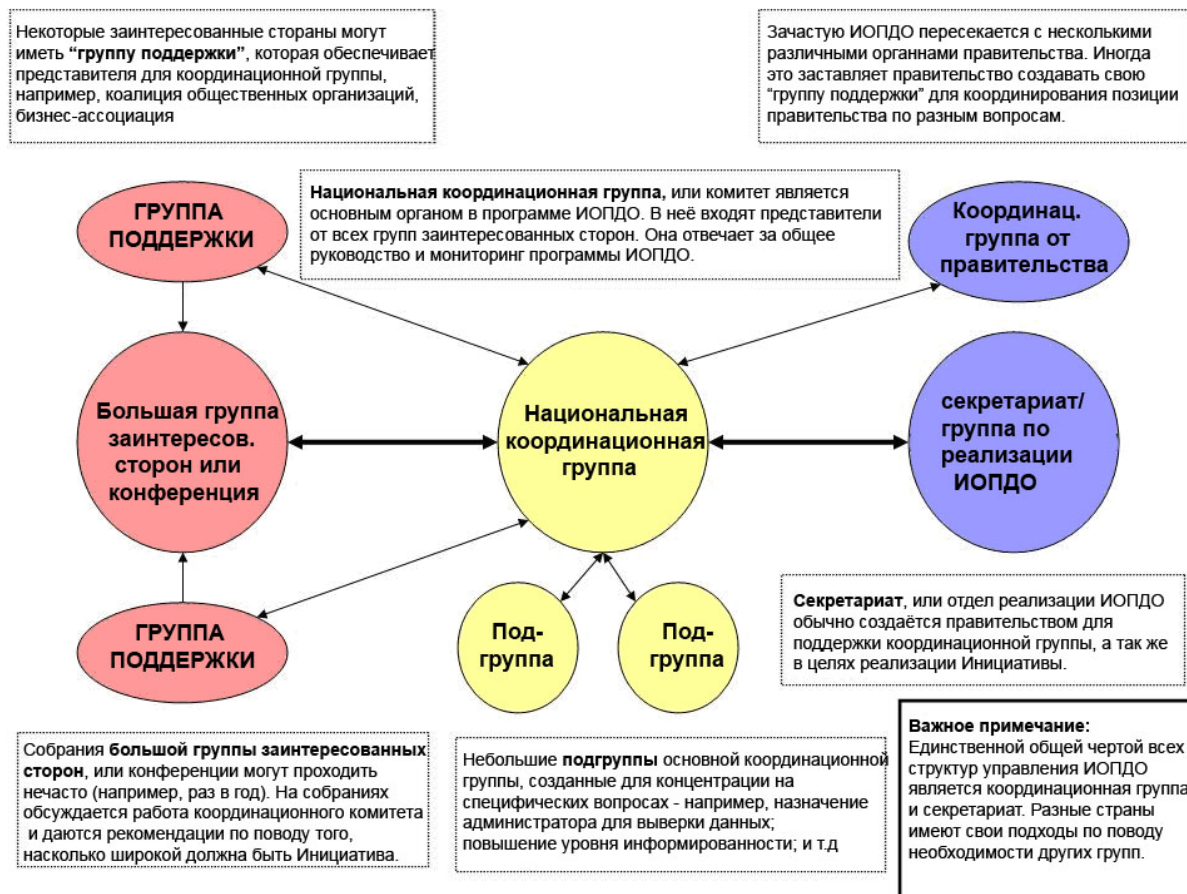 Некоторые заинтересованные стораны могут
иметь “группу поддержки”, которая обеспечивает
представителя для координационной группы,
например, коалиция общественных организаций,
бизнес-ассоциация
Зачастую ИОПДО пересекается с несколькими
различными органнами правительства. Иногда
это заставляет правительство создавать свою
“группу поддержки” для координирования позиции
правительства по разным вопросам.
ГРУППА
ПОДДЕРЖКИ
Национальная координационная группа, или комитет является
основным органом в программе ИОПДО. В неё входят представители
от всех групп заинтересованных сторон. Она отвечает за общее
руководство и мониторинг программы ИОПДО.
Координац.
группа от
правительства
Большая группа
заинтересов.
сторон или
конференция
Национальная
координационная
группа
секретариат/
группа по
реализации
ИОПДО
ГРУППА
ПОДДЕРЖКИ
Под-
группа
Под-
группа
Секретариат, или отдел реализации ИОПДО
обычно создаётся правительством для
поддержки координационной группы, а так же
в целях реализации Инициативы.
Собрания большой группы заинтересованных
сторон, или конференции могут проходить
нечасто (например, раз в год). На собраниях
обсуждается работа координационного комитета
и даются рекомендации по поводу того,
насколько широкой должна быть Инициатива.
Небольшие подгруппы основной координационной
группы, созданные для концентрации на
специфических вопросах - например, назначение
администратора для выверки данных;
повышение уровня информированности; и т.д
Важное примечание:
Единственной общей чертой всех
структур управления ИОПДО
является координационная группа
и секретариат. Разные страны
имеют свои подходы по поводу
необходимости других групп.